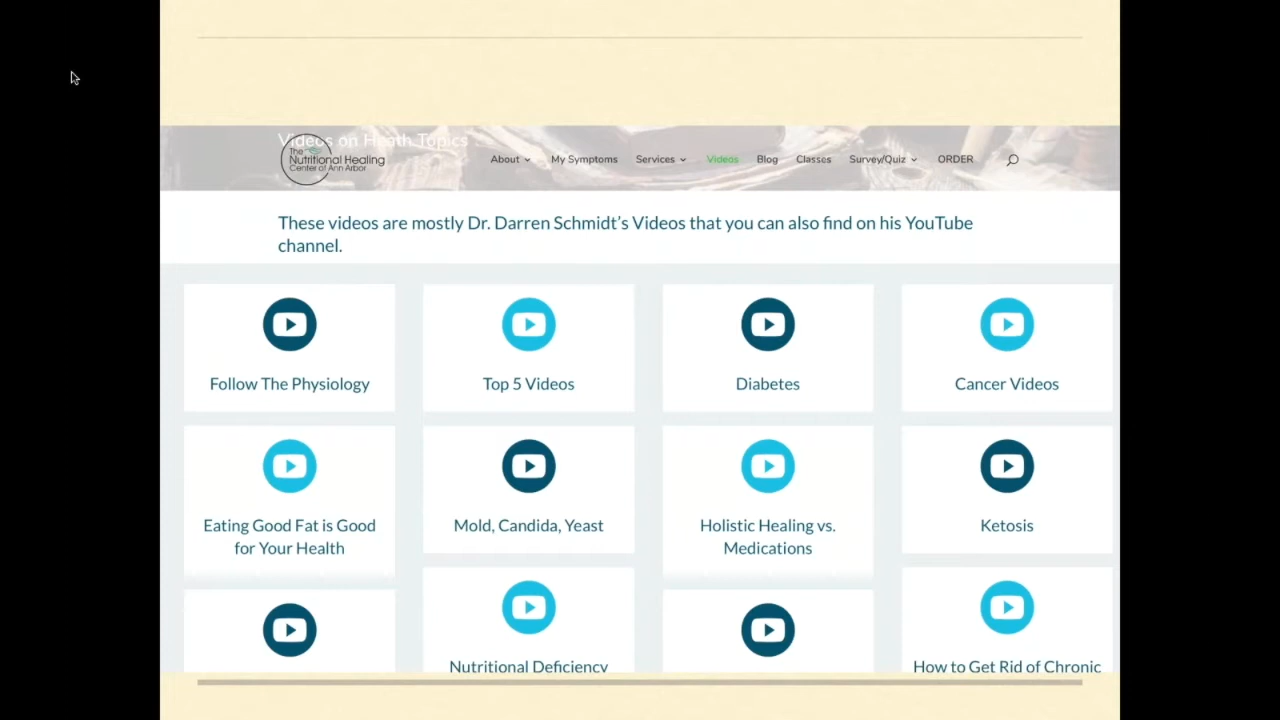 Videos on Health Topics
The
Nutritional Healing
Center of Ann Arbor
About My Symptoms Services Videos Blog Classes Survey/Quiz ORDER
These videos are mostly Dr. Darren Schmidt's Videos that you can also find on his YouTube
channel.
Follow The Physiology
Top 5 Videos
Diabetes
Cancer Videos
Eating Good Fat is Good
for Your Health
Mold, Candida, Yeast
Holistic Healing vs.
Medications
Ketosis
Nutritional Deficiency
How to Get Rid of Chronic